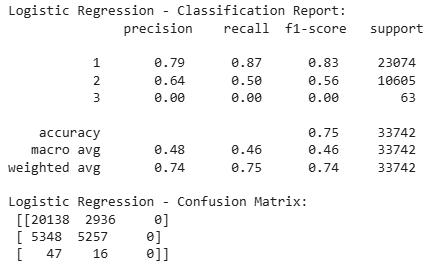 Logistic Regression - Classification Report:
precision recall f1-score support
1 0.79 0.87 0.83 23074
2 0.64 0.50 0.56 10605
3 0.00 0.00 0.00 63
accuracy 0.75 33742
macro avg 0.48 0.46 0.46 33742
weighted avg 0.74 0.75 0.74 33742
Logistic Regression - Confusion Matrix:
[[20138 2936 0]
[ 5348 5257 0]
[ 47 16 0]]